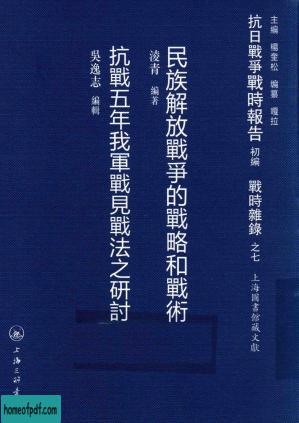 主編 楊奎松 編纂 嘎拉
抗日戰爭戰時報告 初編 戰時雜錄 之七
上海圖書館藏文獻
民族解放戰爭的戰略和戰術
淩青 編著
抗戰五年我軍戰見戰法之研討
吳逸志 編輯
上海三聯書
homeofpdf.com